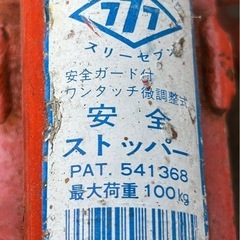 777
スリーセブン
安全ガード付
ワンタッチ微調整式
安全
ストッパー
PAT. 541368
最大荷重100kg